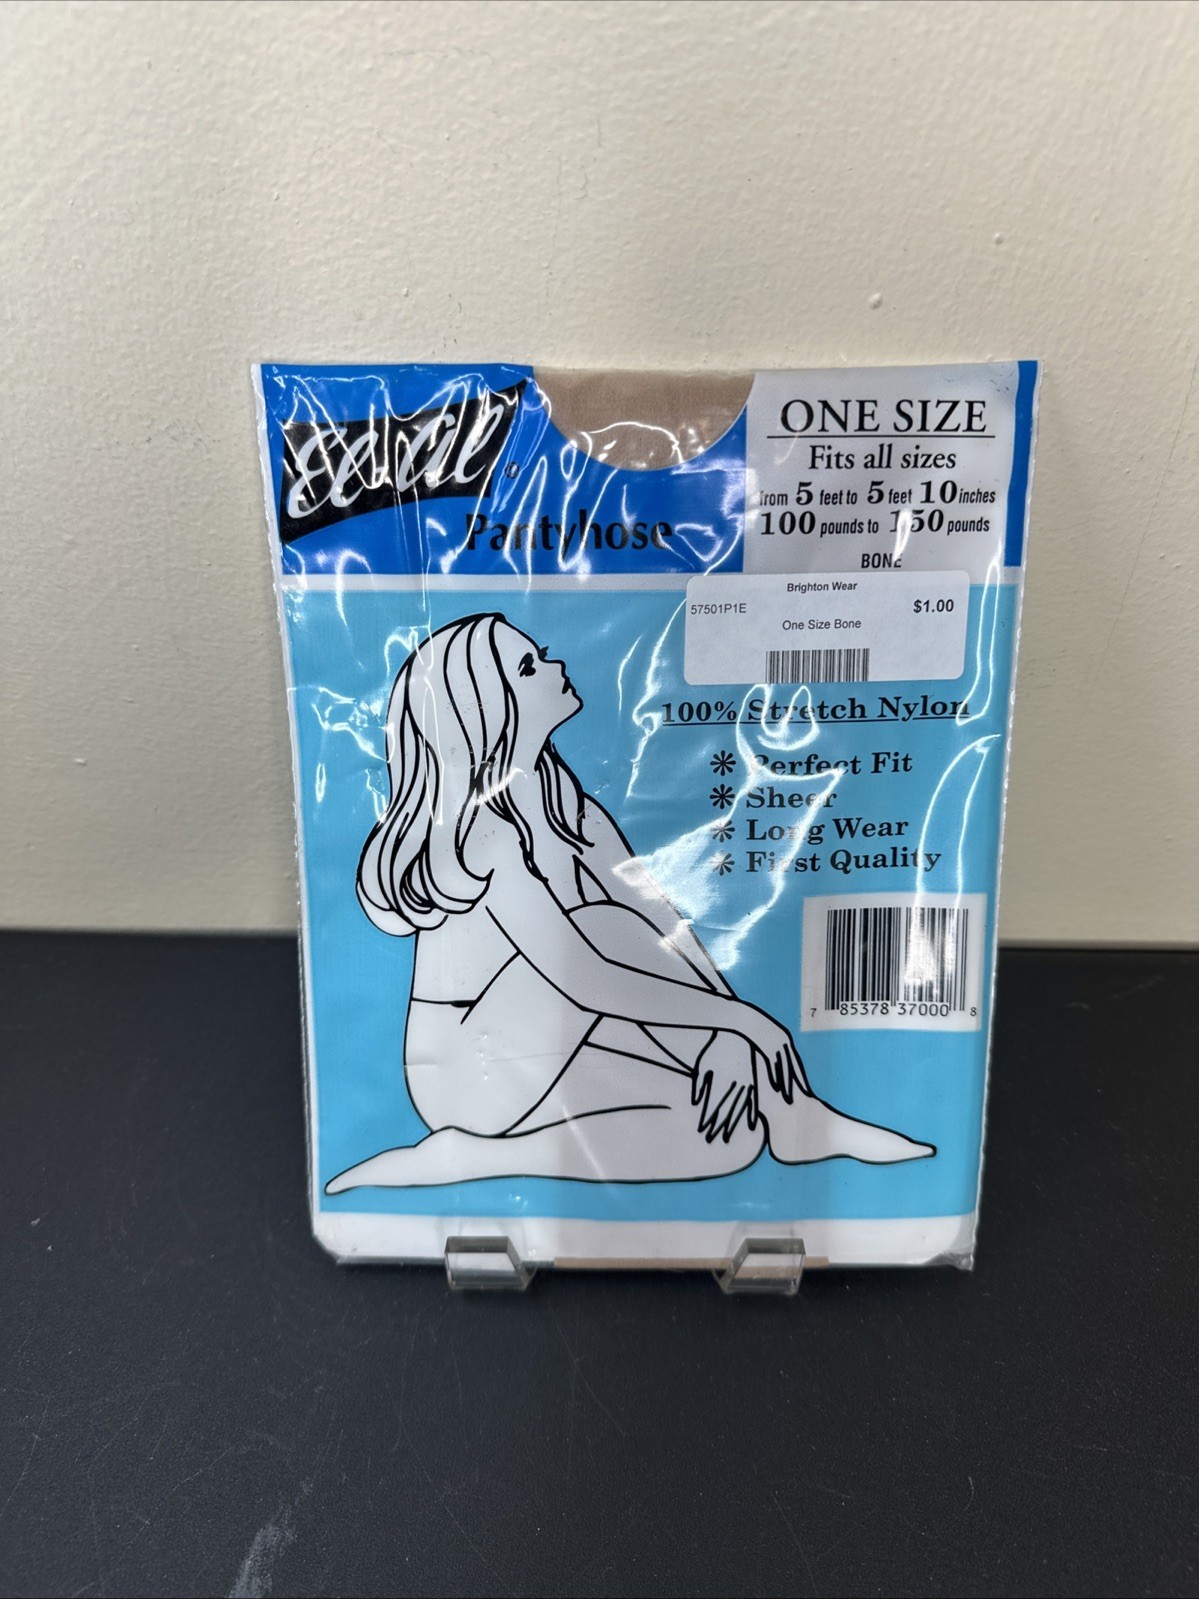 ®
Pantyhose
ONE SIZE
Fits all sizes
from 5 feet to 5 feet 10 inches
100 pounds to 150 pounds
BONE
Brighton Wear
57501P1E $1.00
One Size Bone
100% Stretch Nylon
❋ Perfect Fit
❋ Sheer
❋ Long Wear
❋ First Quality
7 85378 37000 8